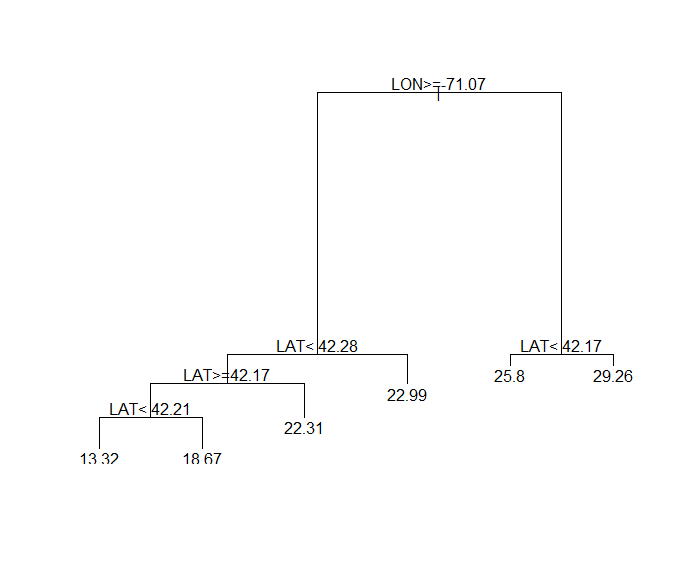 LON>=-71.07
LAT< 42.28
LAT< 42.17
LAT>=42.17
25.8
29.26
22.99
LAT< 42.21
22.31
13.32
18.67